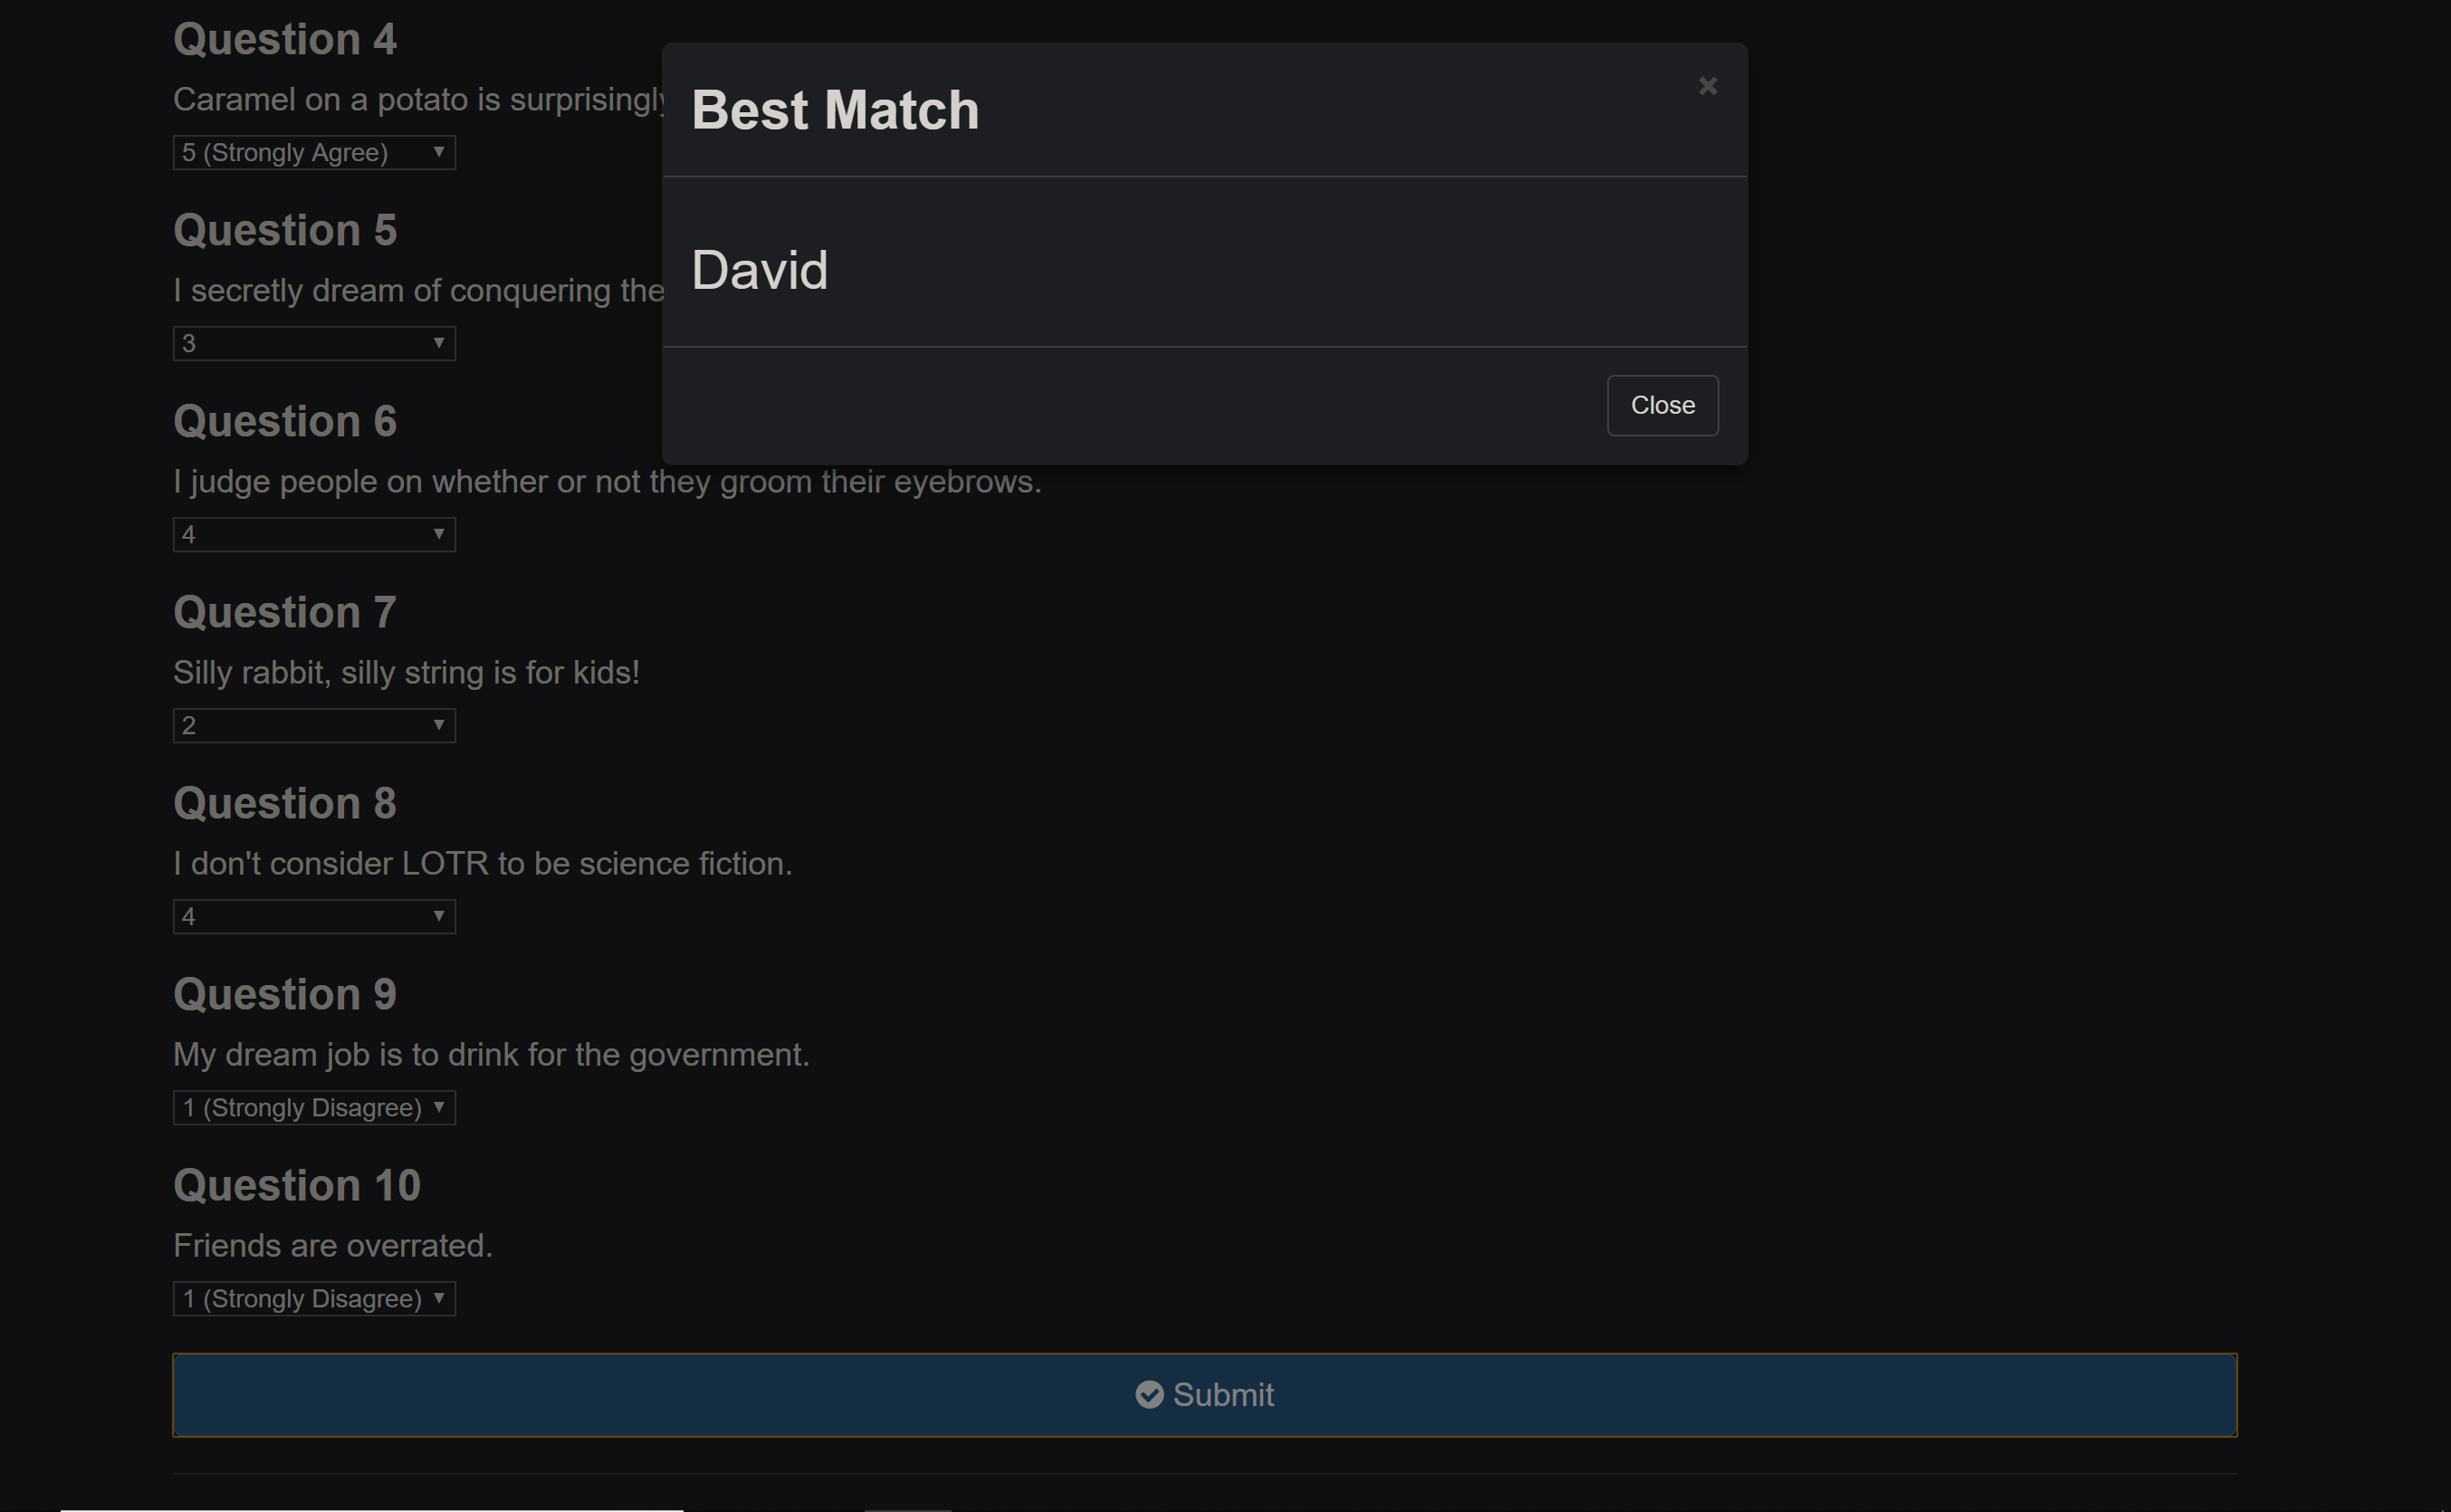 Question 4
Caramel on a potato is surprisingly
5 (Strongly Agree)
Question 5
I secretly dream of conquering the
3
Best Match
×
David
Close
Question 6
I judge people on whether or not they groom their eyebrows.
4
Question 7
Silly rabbit, silly string is for kids!
2
Question 8
I don't consider LOTR to be science fiction.
4
Question 9
My dream job is to drink for the government.
1 (Strongly Disagree)
Question 10
Friends are overrated.
1 (Strongly Disagree)
Submit